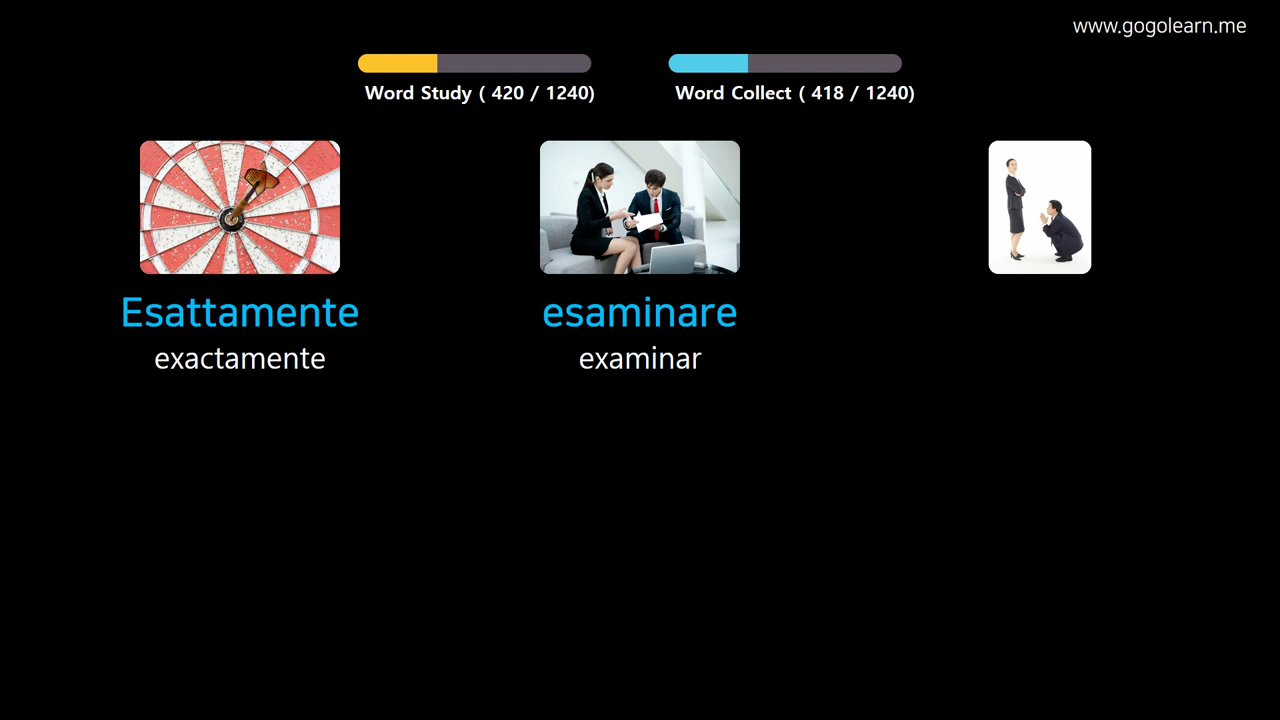 www.gogolearn.me
Word Study ( 420 / 1240)
Word Collect ( 418 / 1240)
Esattamente
exactamente
esaminare
examinar